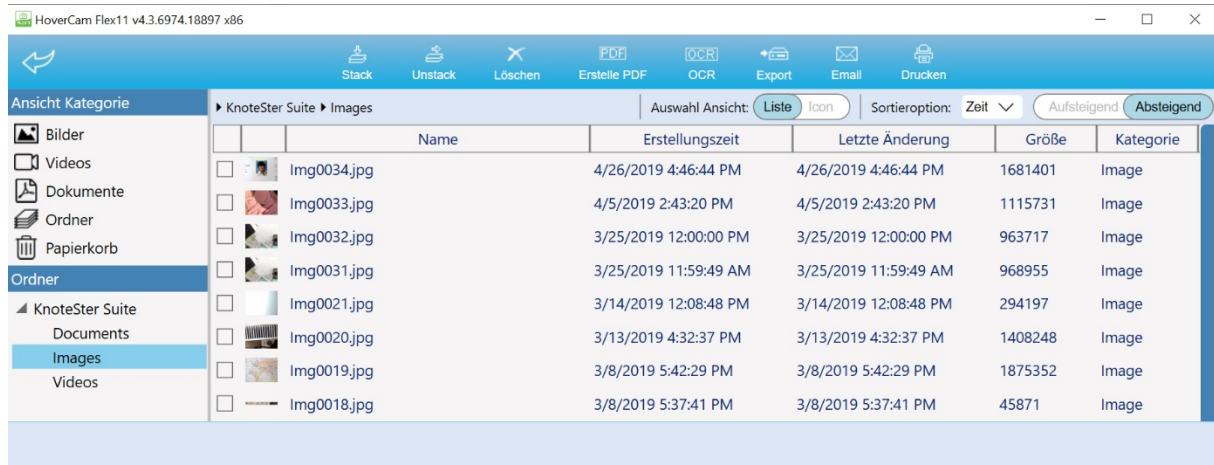 HoverCam Flex11 v4.3.6974.18897 x86
Stack Unstack Löschen PDF Erstelle PDF OCR OCR Export Email Drucken
Ansicht Kategorie
Bilder
Videos
Dokumente
Ordner
Papierkorb
Ordner
KnoteSter Suite
Documents
Images
Videos
KnoteSter Suite Images Auswahl Ansicht: Liste Icon Sortieroption: Zeit Aufsteigend Absteigend
Name Erstellungszeit Letzte Änderung Größe Kategorie
Img0034.jpg 4/26/2019 4:46:44 PM 4/26/2019 4:46:44 PM 1681401 Image
Img0033.jpg 4/5/2019 2:43:20 PM 4/5/2019 2:43:20 PM 1115731 Image
Img0032.jpg 3/25/2019 12:00:00 PM 3/25/2019 12:00:00 PM 963717 Image
Img0031.jpg 3/25/2019 11:59:49 AM 3/25/2019 11:59:49 AM 968955 Image
Img0021.jpg 3/14/2019 12:08:48 PM 3/14/2019 12:08:48 PM 294197 Image
Img0020.jpg 3/13/2019 4:32:37 PM 3/13/2019 4:32:37 PM 1408248 Image
Img0019.jpg 3/8/2019 5:42:29 PM 3/8/2019 5:42:29 PM 1875352 Image
Img0018.jpg 3/8/2019 5:37:41 PM 3/8/2019 5:37:41 PM 45871 Image